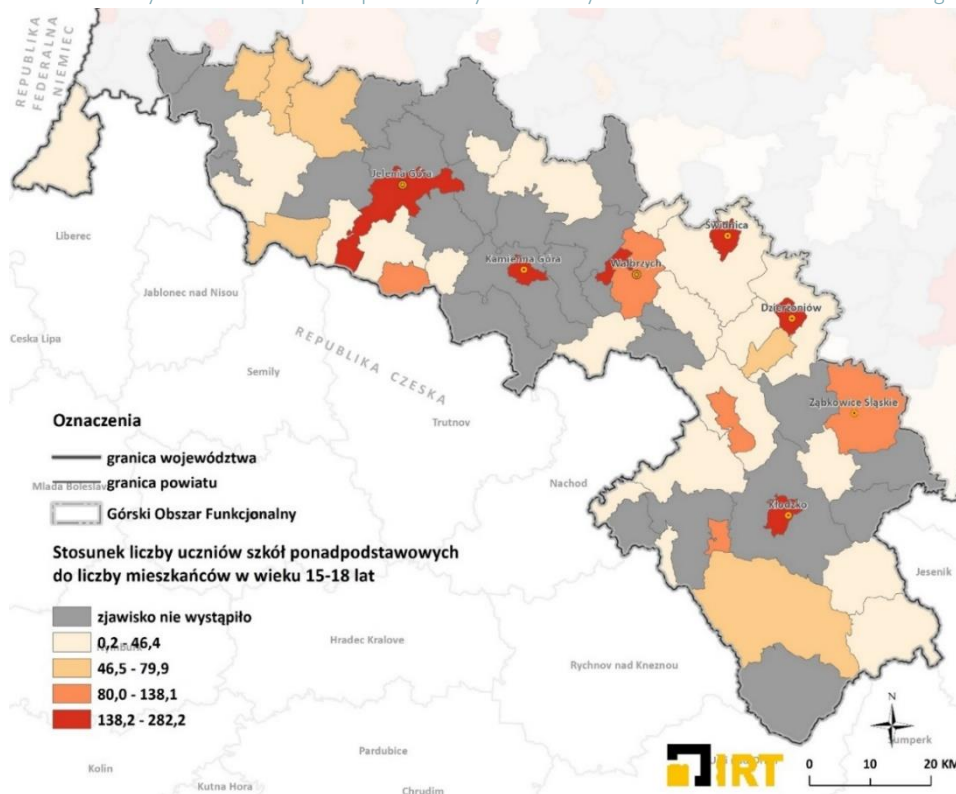 REPUBLIKA
FEDERALNA
NIEMIEC
Jelenia Góra
Świdnica
Liberec
Kamienna Góra
Wałbrzych
Jablonec nad Nisou
Dzierżoniów
Ceska Lipa
REPUBLIKA CZESKA
Semily
Ząbkowice Śląskie
Trutnov
Oznaczenia
granica województwa
Mlada Boleslav
granica powiatu
Nachod
Górski Obszar Funkcjonalny
Kłodzko
Stosunek liczby uczniów szkół ponadpodstawowych
do liczby mieszkańców w wieku 15-18 lat
Jesenik
zjawisko nie wystąpiło
0,2 - 46,4
Hradec Kralove
46,5 - 79,9
Rychnov nad Kneznou
80,0 - 138,1
138,2 - 282,2
N
Sumperk
Pardubice
IRT
Kolin
0 10 20 KM
Kutna Hora
Chrudim